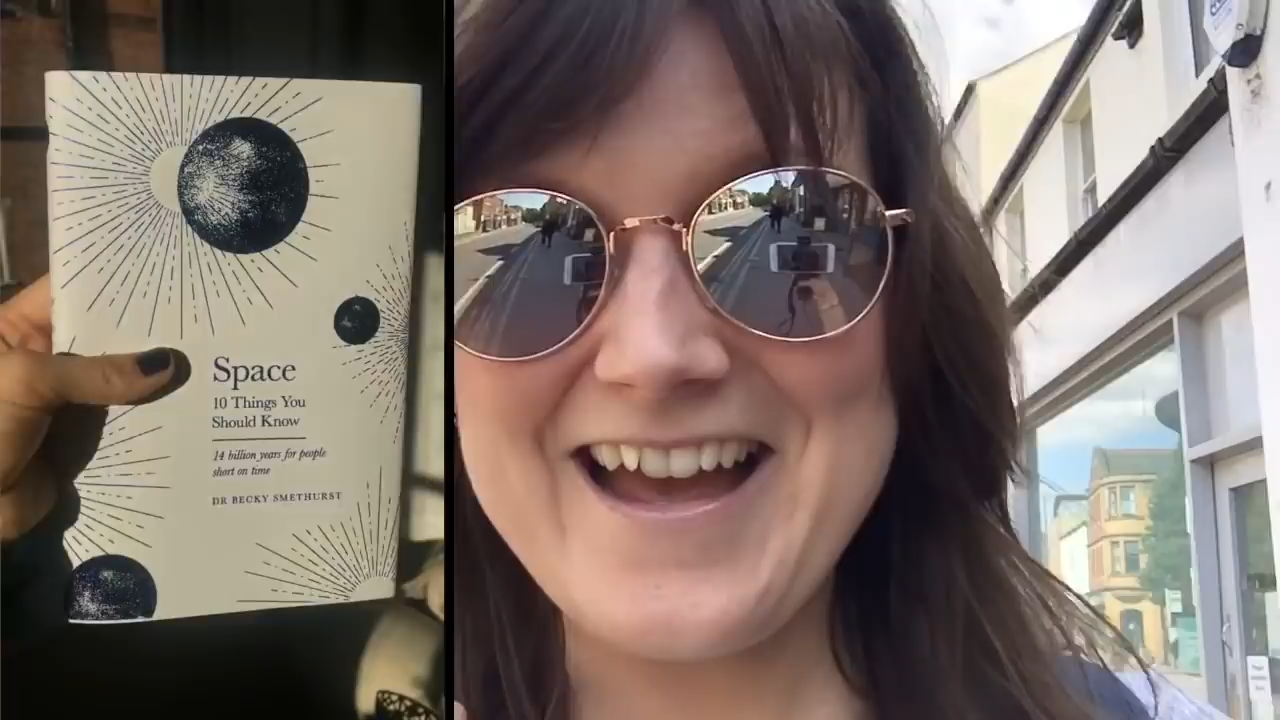 Space
10 Things You
Should Know
14 billion years for people
short on time
DR BECKY SMETHURST